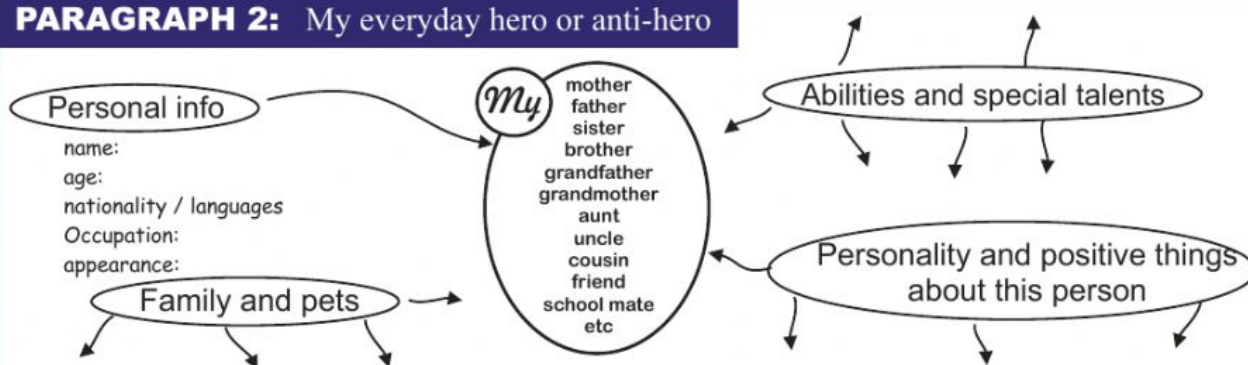 PARAGRAPH 2: My everyday hero or anti-hero
Personal info
name:
age:
nationality / languages
Occupation:
appearance:
Family and pets
My
mother
father
sister
brother
grandfather
grandmother
aunt
uncle
cousin
friend
school mate
etc
Abilities and special talents
Personality and positive things
about this person